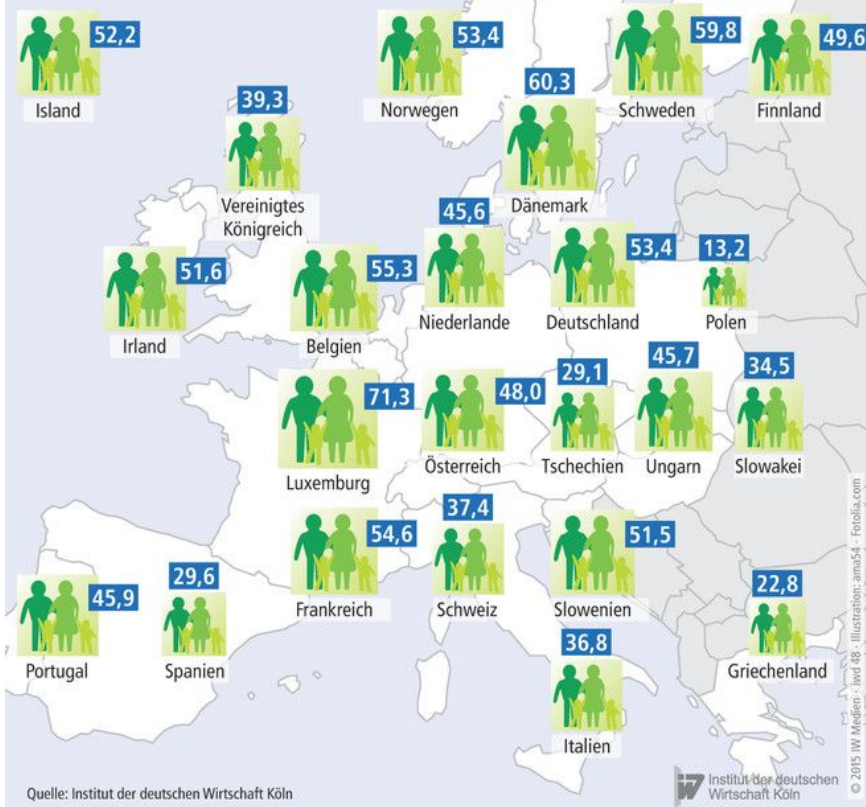 52,2
Island
53,4
Norwegen
59,8
Schweden
49,6
Finnland
39,3
Vereinigtes
Königreich
60,3
Dänemark
51,6
Irland
55,3
Belgien
45,6
Niederlande
53,4
Deutschland
13,2
Polen
71,3
Luxemburg
48,0
Österreich
29,1
Tschechien
45,7
Ungarn
34,5
Slowakei
45,9
Portugal
29,6
Spanien
54,6
Frankreich
37,4
Schweiz
51,5
Slowenien
36,8
Italien
22,8
Griechenland
Quelle: Institut der deutschen Wirtschaft Köln
Institut der deutschen
Wirtschaft Köln
© 2015 IW Medien · iwd 48 · Illustration: ama54 - Fotolia.com